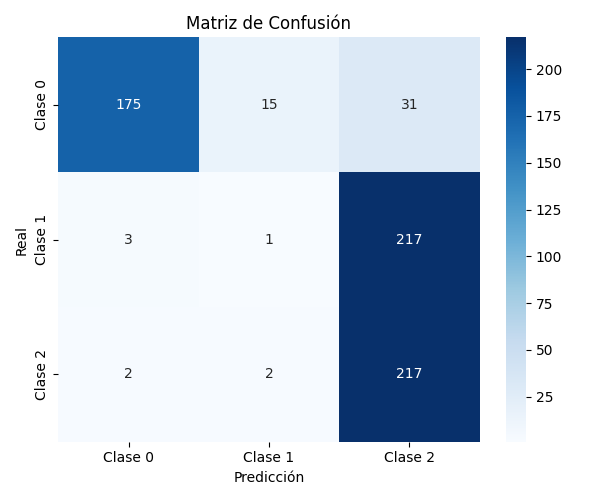 Matriz de Confusión
Clase 0
175 15 31
200
175
150
Real
Clase 1
3 1 217
125
100
75
Clase 2
2 2 217
50
25
Clase 0 Clase 1 Clase 2
Predicción